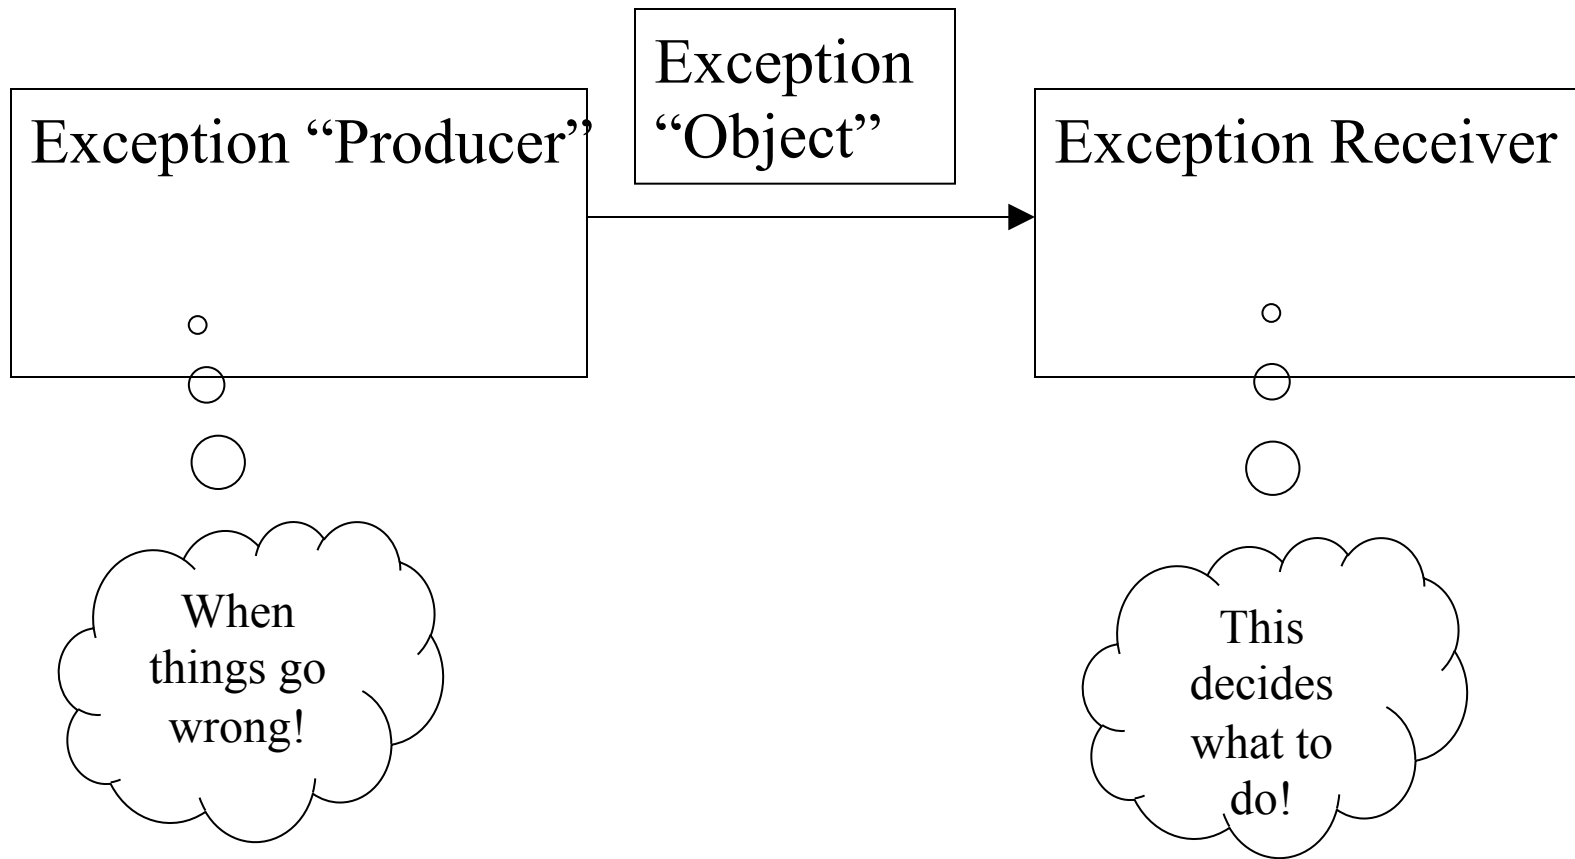 Exception “Producer”
Exception
“Object”
Exception Receiver
When
things go
wrong!
This
decides
what to
do!